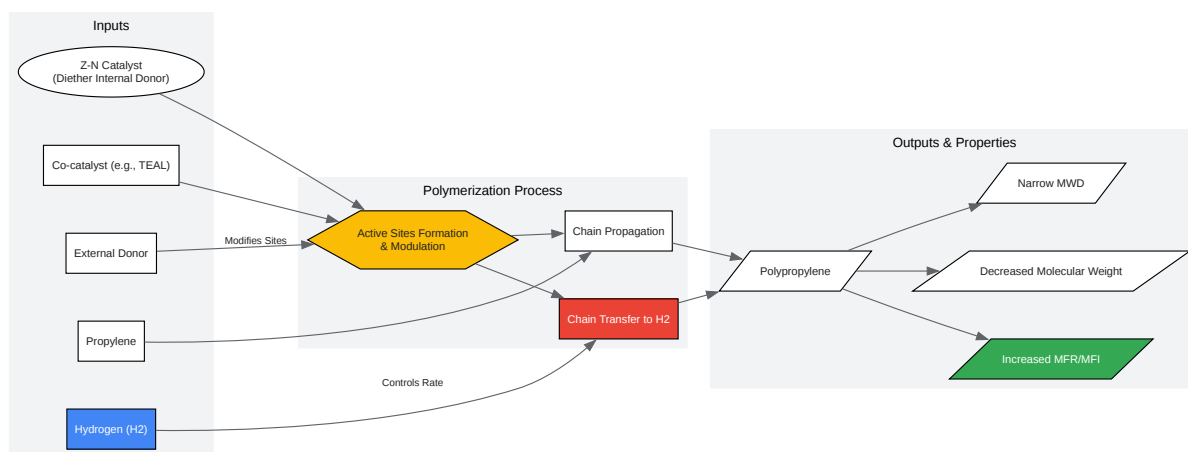 Inputs
Z-N Catalyst
(Diether Internal Donor)
Co-catalyst (e.g., TEAL)
External Donor
Modifies Sites
Propylene
Hydrogen (H2)
Controls Rate
Polymerization Process
Active Sites Formation
& Modulation
Chain Propagation
Chain Transfer to H2
Outputs & Properties
Polypropylene
Narrow MWD
Decreased Molecular Weight
Increased MFR/MFI